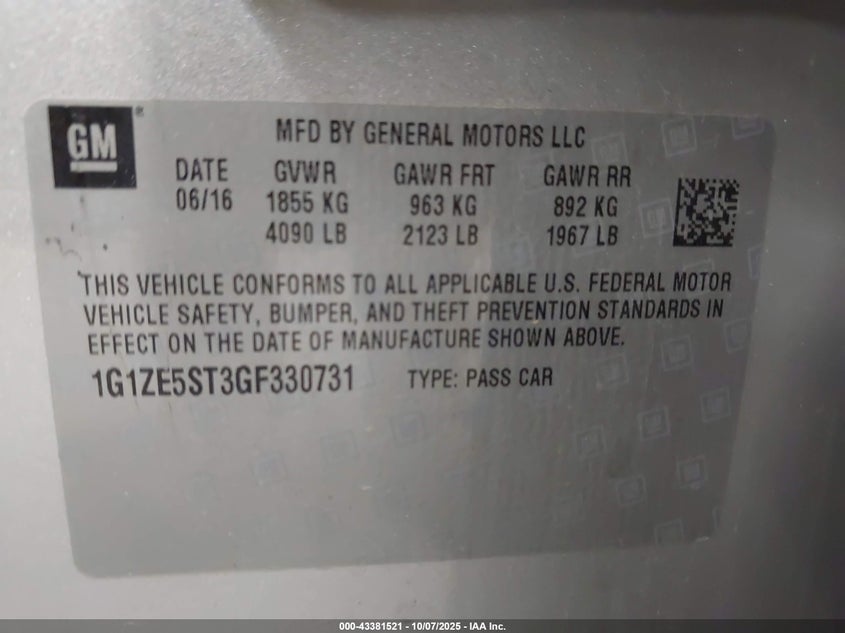 GM
MFD BY GENERAL MOTORS LLC
DATE GVWR GAWR FRT GAWR RR
06/16 1855 KG 963 KG 892 KG
4090 LB 2123 LB 1967 LB
THIS VEHICLE CONFORMS TO ALL APPLICABLE U.S. FEDERAL MOTOR
VEHICLE SAFETY, BUMPER, AND THEFT PREVENTION STANDARDS IN
EFFECT ON THE DATE OF MANUFACTURE SHOWN ABOVE.
1G1ZE5ST3GF330731 TYPE: PASS CAR
000-43381521 - 10/07/2025 - IAA Inc.